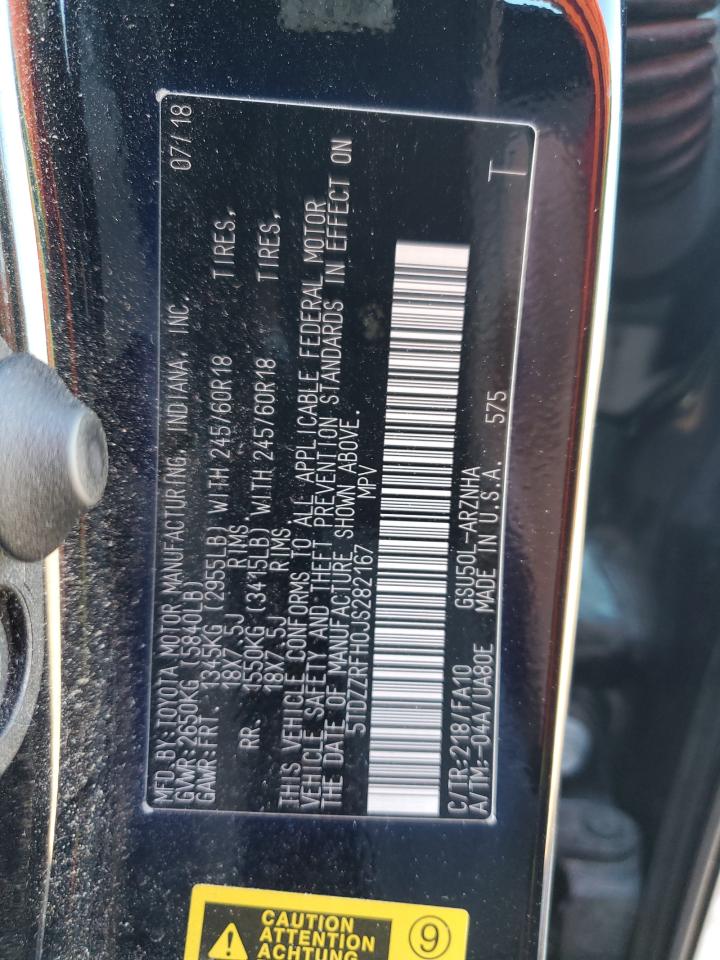 MFD.BY:TOYOTA MOTOR MANUFACTURING, INDIANA, INC. 07/18
GVWR:2650KG (5840LB)
GAWR:FRT. 1345KG (2955LB) WITH 245/60R18 TIRES,
18X7.5J RIMS.
RR. 1550KG (3415LB) WITH 245/60R18 TIRES,
18X7.5J RIMS.
THIS VEHICLE CONFORMS TO ALL APPLICABLE FEDERAL MOTOR
VEHICLE SAFETY AND THEFT PREVENTION STANDARDS IN EFFECT ON
THE DATE OF MANUFACTURE SHOWN ABOVE.
5TDZZRFH0JS282167 MPV
T
C/TR:218/FA10 GSU50L-ARZNHA
A/TM:-04A/UA80E MADE IN U.S.A. 575
CAUTION
ATTENTION
ACHTUNG
9